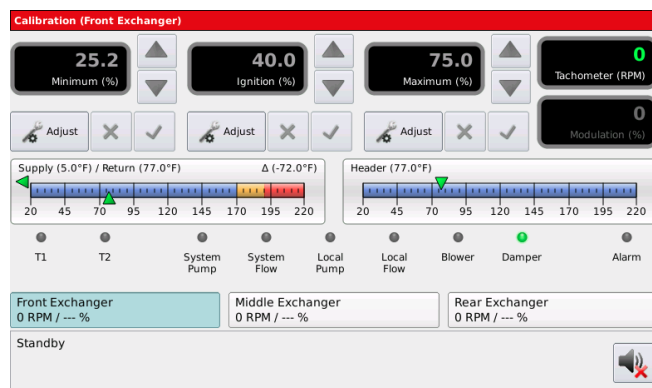 Calibration (Front Exchanger)
25.2
Minimum (%)
40.0
Ignition (%)
75.0
Maximum (%)
0
Tachometer (RPM)
Adjust
Adjust
Adjust
0
Modulation (%)
Supply (5.0°F) / Return (77.0°F) Δ (-72.0°F)
20 45 70 95 120 145 170 195 220
Header (77.0°F)
20 45 70 95 120 145 170 195 220
T1
T2
System
Pump
System
Flow
Local
Pump
Local
Flow
Blower
Damper
Alarm
Front Exchanger
0 RPM / --- %
Middle Exchanger
0 RPM / --- %
Rear Exchanger
0 RPM / --- %
Standby